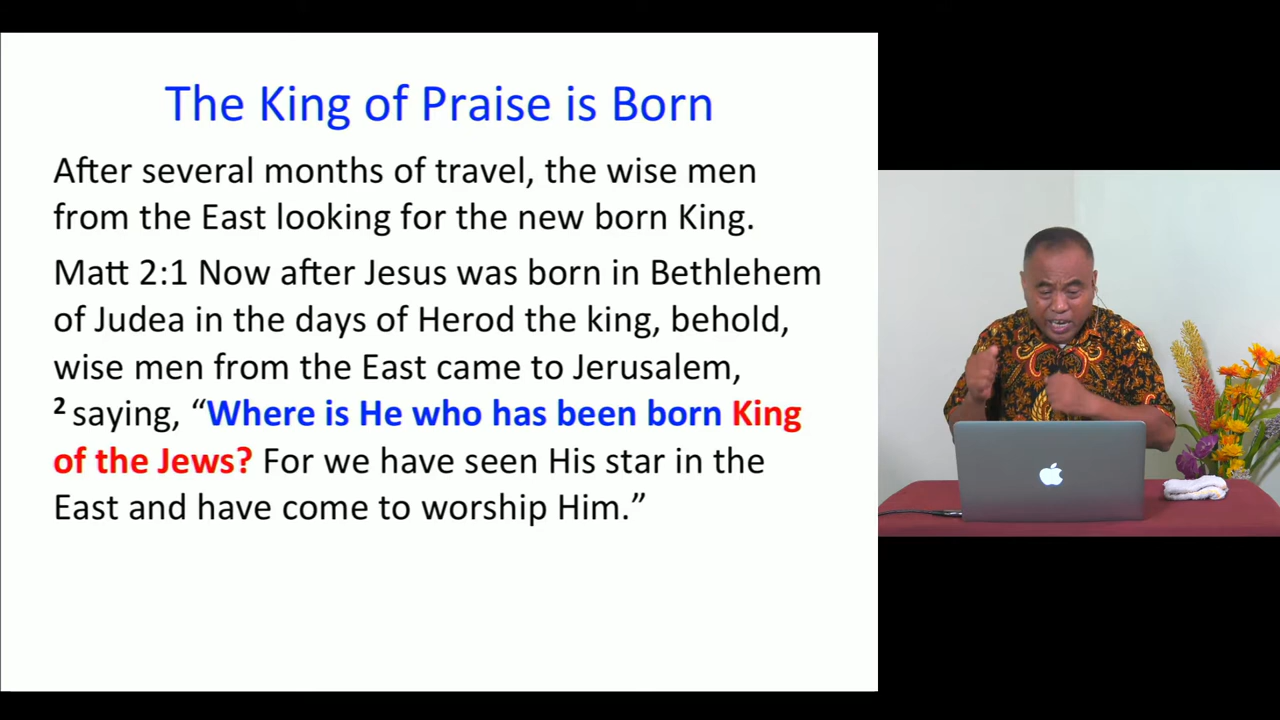 The King of Praise is Born
After several months of travel, the wise men
from the East looking for the new born King.
Matt 2:1 Now after Jesus was born in Bethlehem
of Judea in the days of Herod the king, behold,
wise men from the East came to Jerusalem,
2 saying, “Where is He who has been born King
of the Jews? For we have seen His star in the
East and have come to worship Him.”